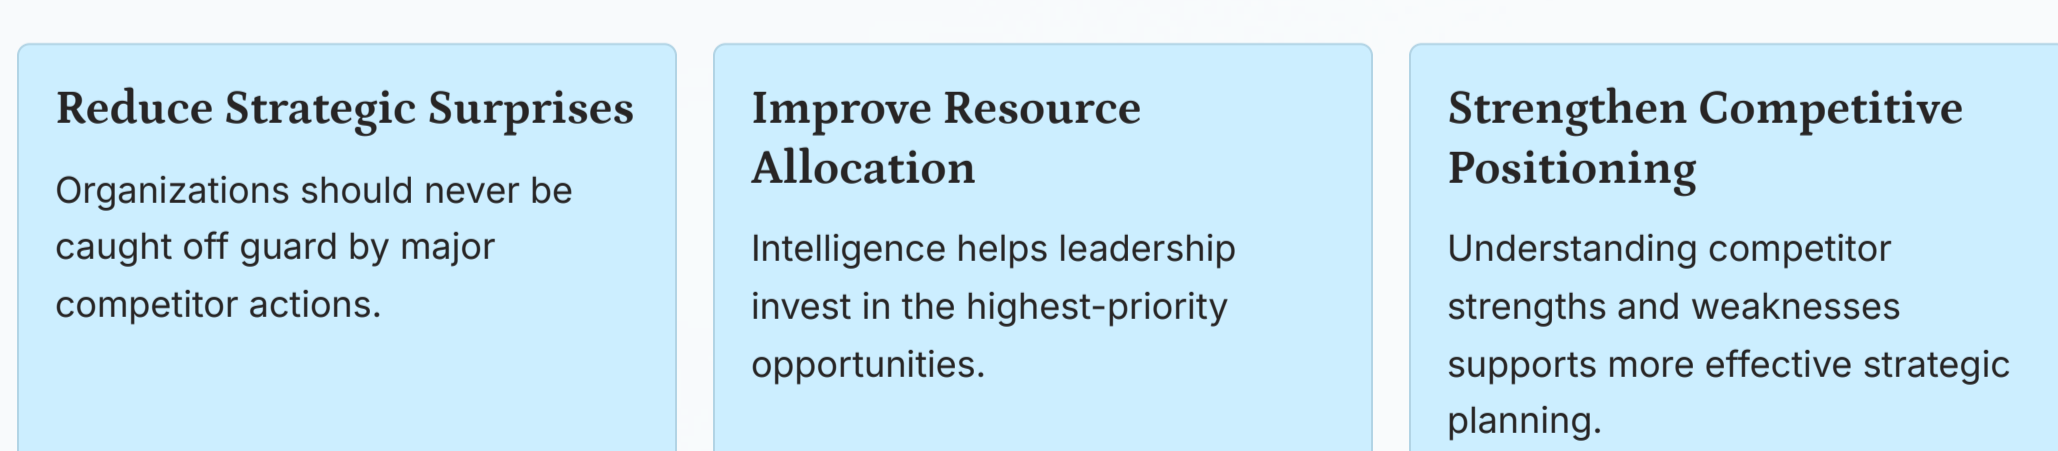 Reduce Strategic Surprises
Organizations should never be
caught off guard by major
competitor actions.
Improve Resource
Allocation
Intelligence helps leadership
invest in the highest-priority
opportunities.
Strengthen Competitive
Positioning
Understanding competitor
strengths and weaknesses
supports more effective strategic
planning.